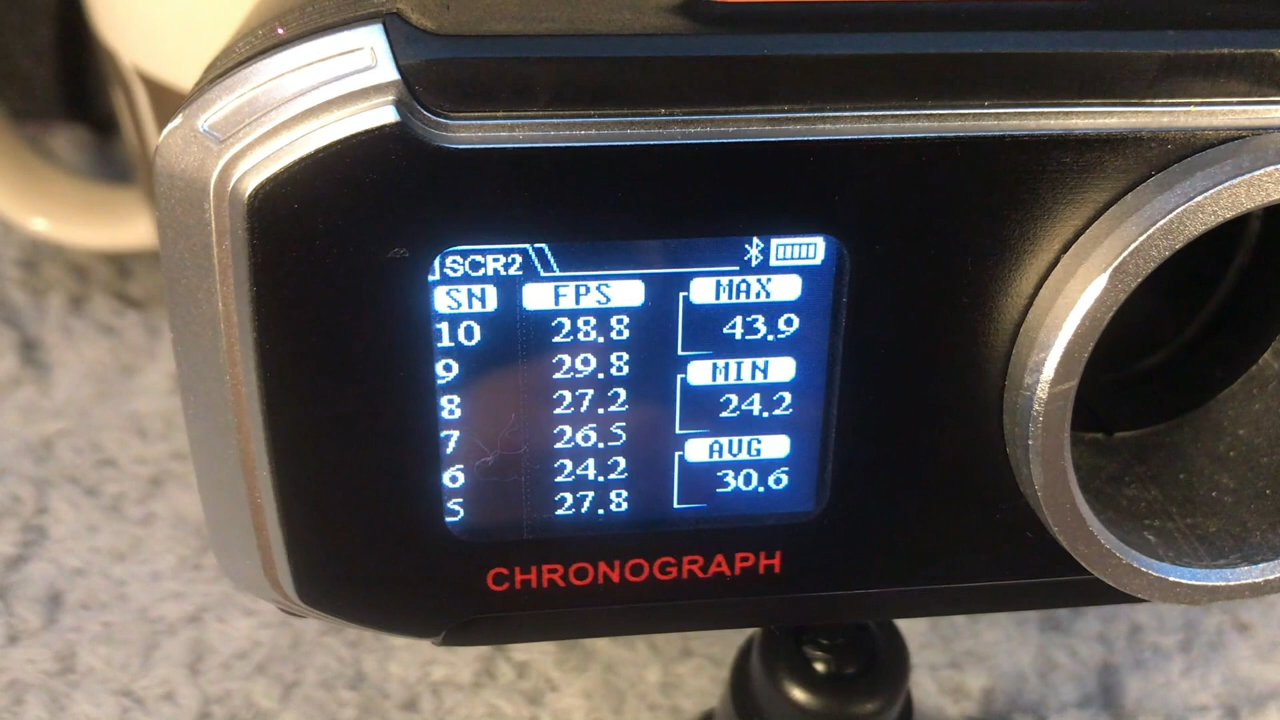 SCR2
SN FPS MAX
10 28.8 43.9
9 29.8 MIN
8 27.2 24.2
7 26.5 AVG
6 24.2 30.6
5 27.8
CHRONOGRAPH